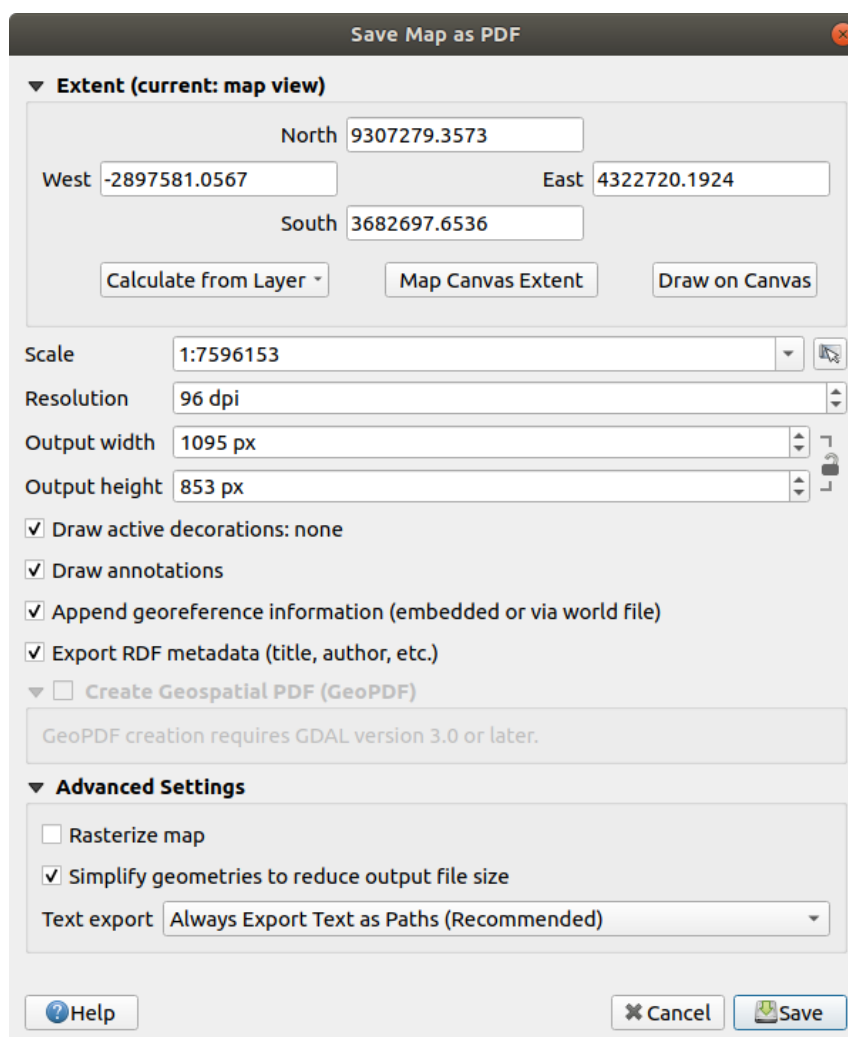 Save Map as PDF
Extent (current: map view)
North 9307279.3573
West -2897581.0567 East 4322720.1924
South 3682697.6536
Calculate from Layer Map Canvas Extent Draw on Canvas
Scale 1:7596153
Resolution 96 dpi
Output width 1095 px
Output height 853 px
Draw active decorations: none
Draw annotations
Append georeference information (embedded or via world file)
Export RDF metadata (title, author, etc.)
Create Geospatial PDF (GeoPDF)
GeoPDF creation requires GDAL version 3.0 or later.
Advanced Settings
Rasterize map
Simplify geometries to reduce output file size
Text export Always Export Text as Paths (Recommended)
Help Cancel Save